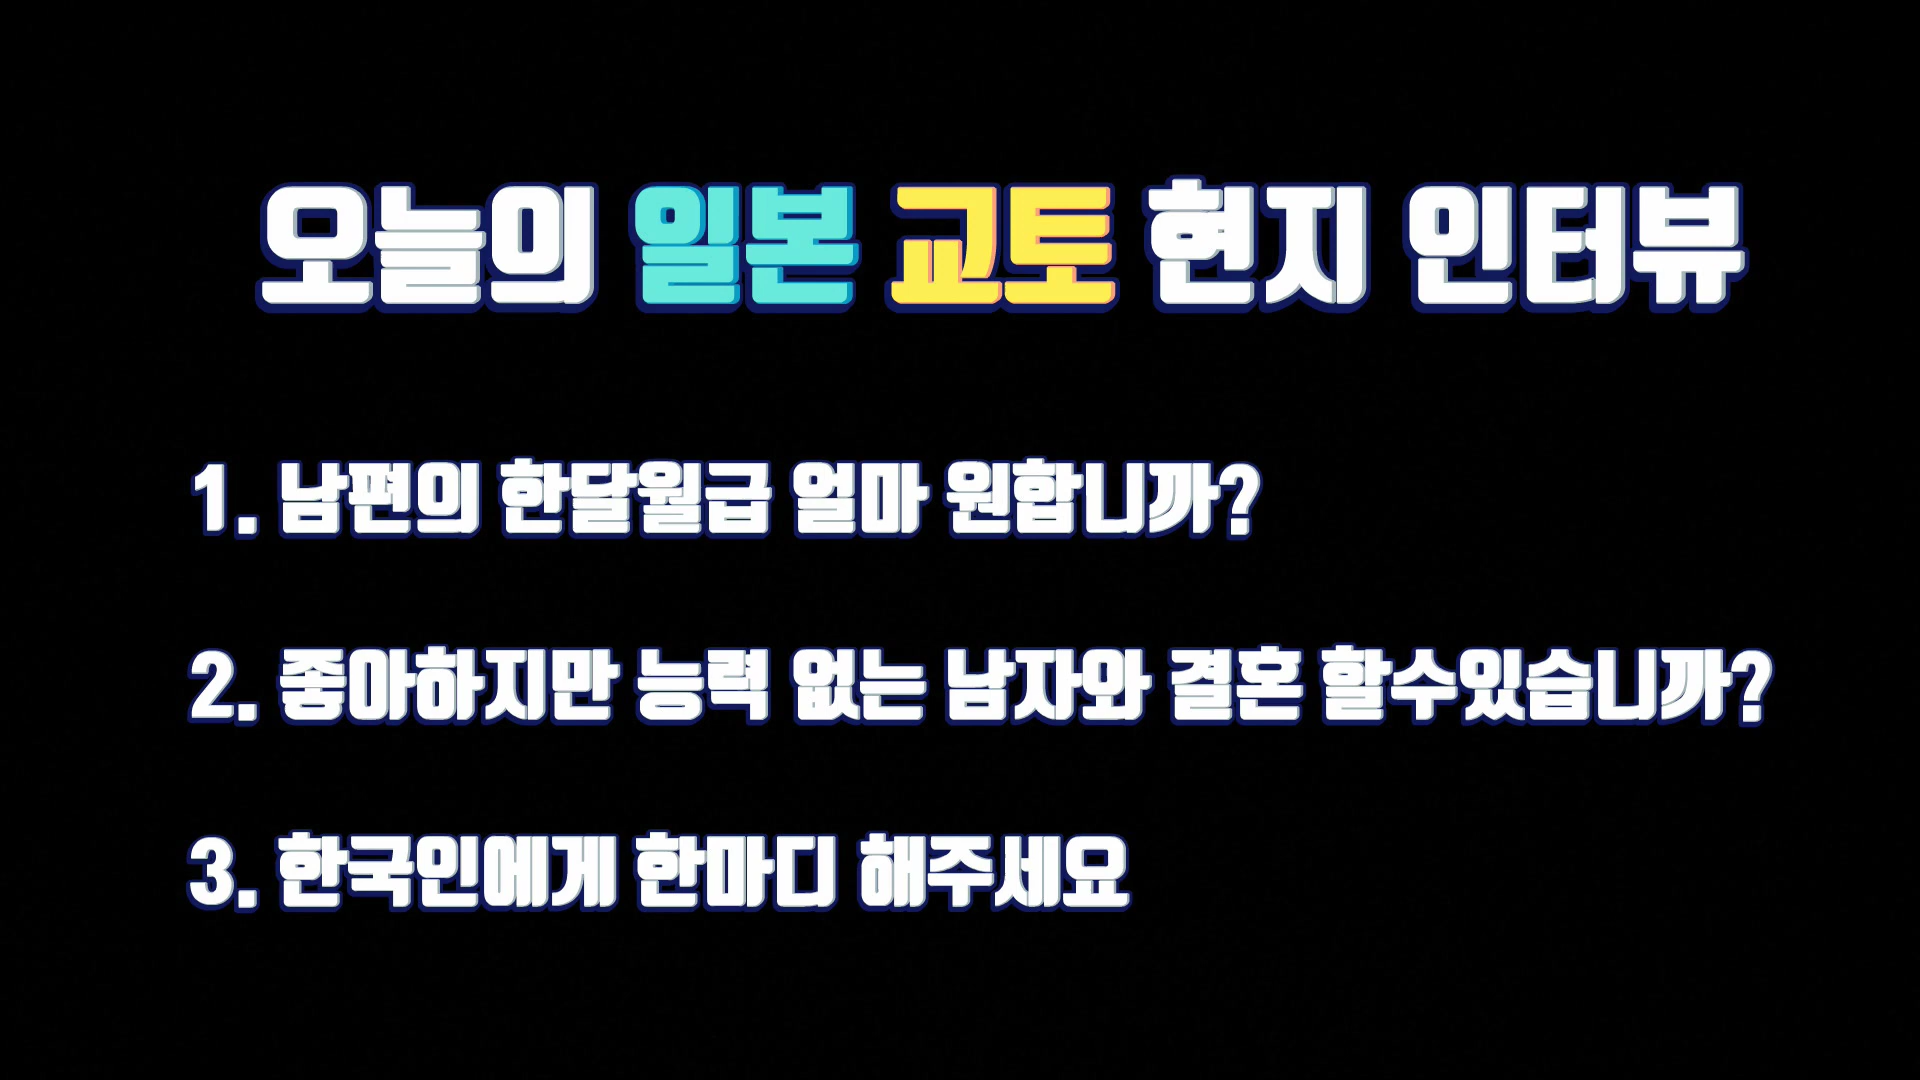 오늘의 일본 교토 현지 인터뷰
1. 남편의 한달월급 얼마 원합니까?
2. 좋아하지만 능력 없는 남자와 결혼 할수있습니까?
3. 한국인에게 한마디 해주세요